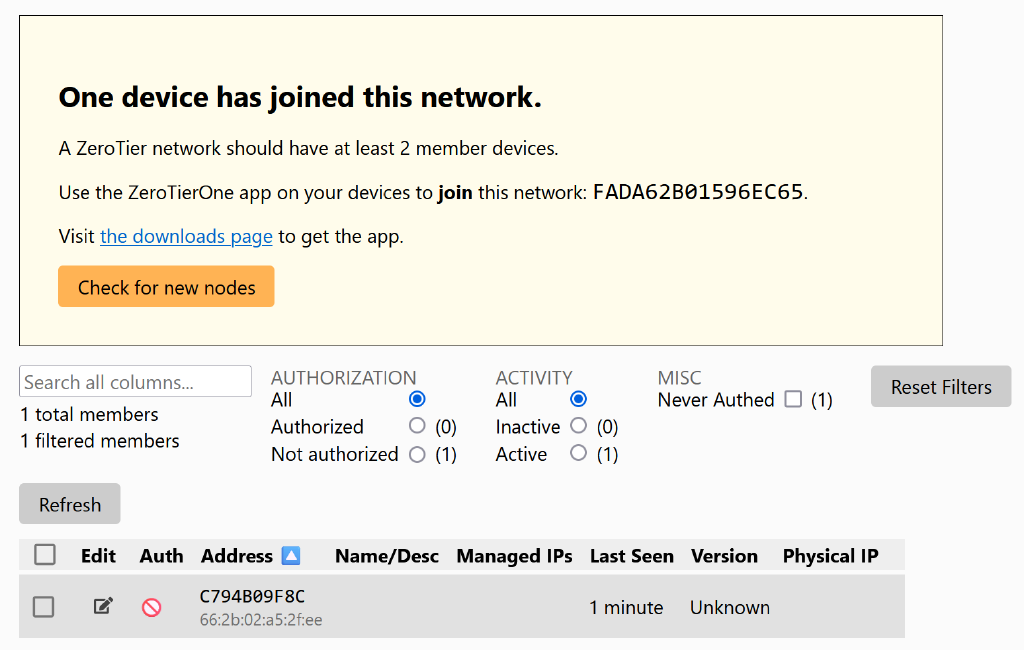 One device has joined this network.
A ZeroTier network should have at least 2 member devices.
Use the ZeroTierOne app on your devices to join this network: FADA62B01596EC65.
Visit the downloads page to get the app.
Check for new nodes
Search all columns...
1 total members
1 filtered members
AUTHORIZATION
All
Authorized (0)
Not authorized (1)
ACTIVITY
All
Inactive (0)
Active (1)
MISC
Never Authed (1)
Reset Filters
Refresh
Edit Auth Address Name/Desc Managed IPs Last Seen Version Physical IP
C794B09F8C
66:2b:02:a5:2f:ee
1 minute Unknown